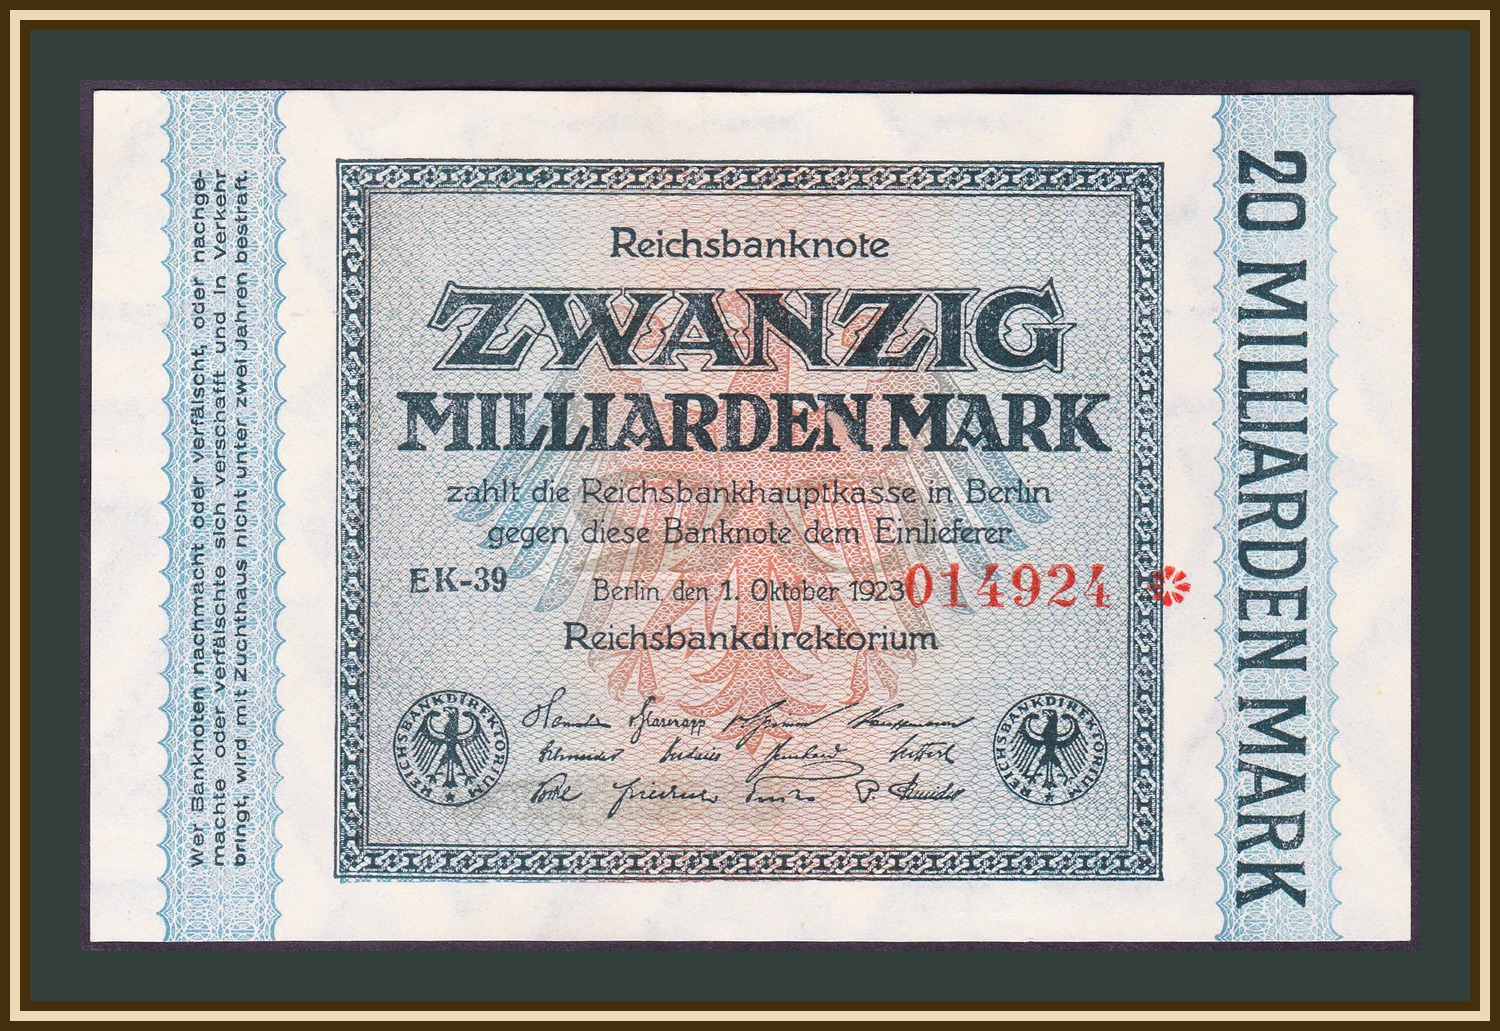 Wer Banknoten nachmacht oder verfälscht, oder nachge-
machte oder verfälschte sich verschafft und in Verkehr
bringt, wird mit Zuchthaus nicht unter zwei Jahren bestraft.
Reichsbanknote
ZWANZIG
MILLIARDEN MARK
zahlt die Reichsbankhauptkasse in Berlin
gegen diese Banknote dem Einlieferer
EK-39
Berlin, den 1. Oktober 1923 014924
Reichsbankdirektorium
REICHSBANKDIREKTORIUM
REICHSBANKDIREKTORIUM
20 MILLIARDEN MARK